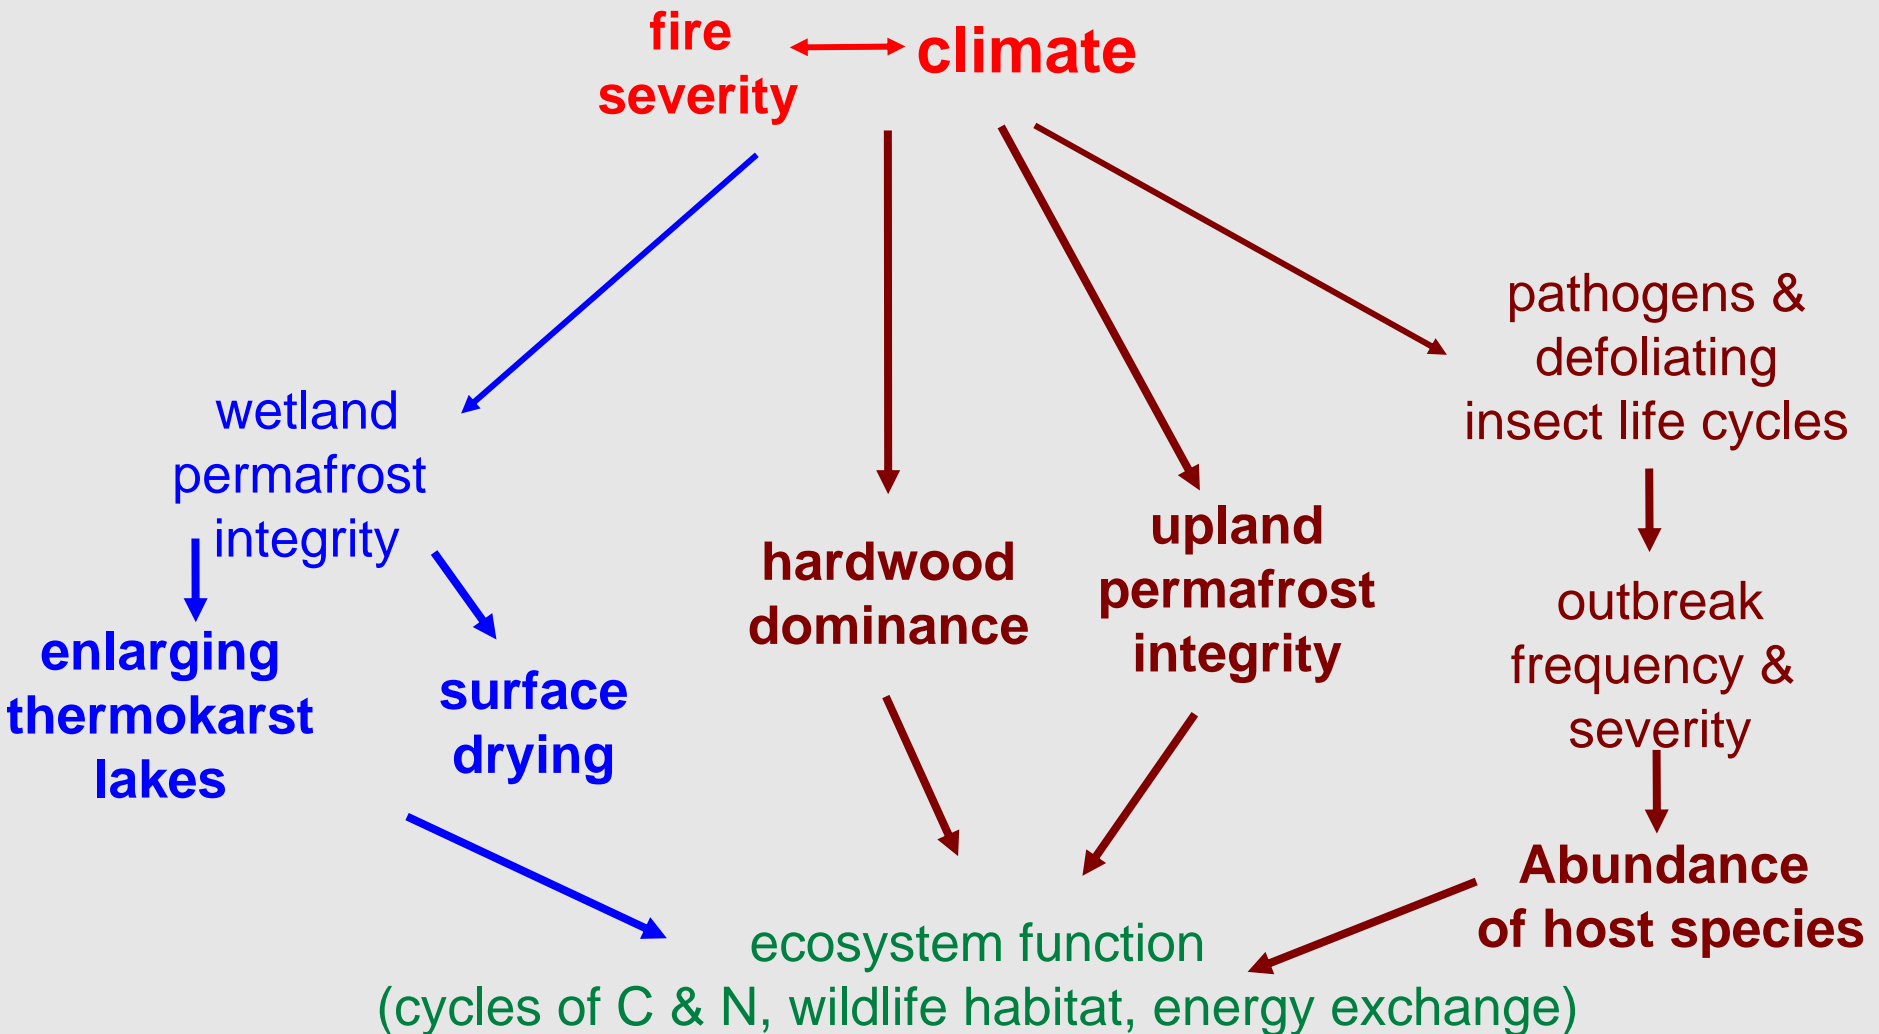 fire
severity
climate
pathogens &
defoliating
insect life cycles
wetland
permafrost
integrity
hardwood
dominance
upland
permafrost
integrity
outbreak
frequency &
severity
enlarging
thermokarst
lakes
surface
drying
Abundance
of host species
ecosystem function
(cycles of C & N, wildlife habitat, energy exchange)